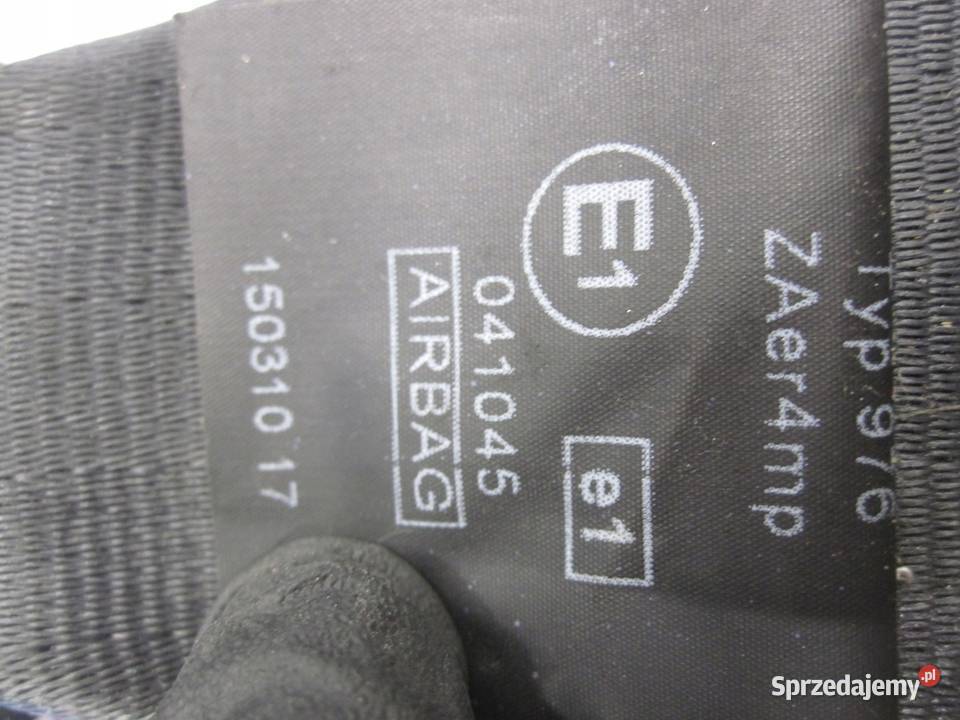 Typ 976
ZAer4mp
E1 e1
041045
AIRBAG
150310 17
Sprzedajemy.pl